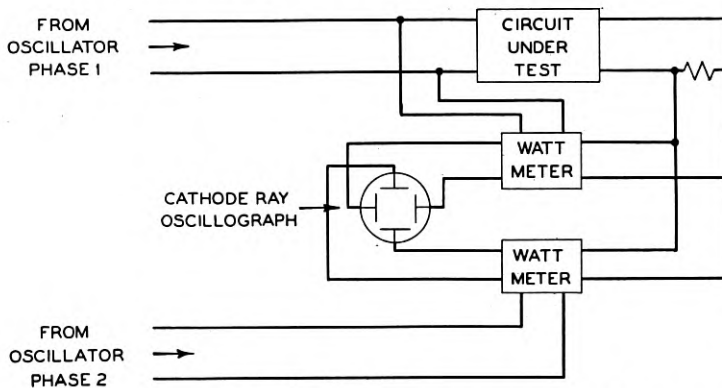 FROM
OSCILLATOR
PHASE 1
CIRCUIT
UNDER
TEST
WATT
METER
CATHODE RAY
OSCILLOGRAPH
WATT
METER
FROM
OSCILLATOR
PHASE 2